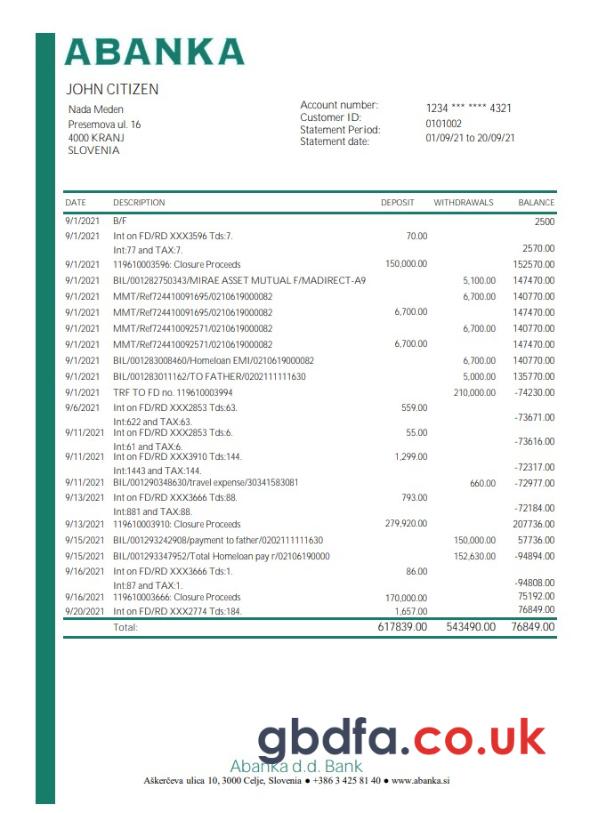 ABANKA
JOHN CITIZEN
Nada Meden
Presernova ul. 16
4000 KRANJ
SLOVENIA
Account number: 1234 *** **** 4321
Customer ID: 0101002
Statement Period: 01/09/21 to 20/09/21
Statement date:
DATE DESCRIPTION DEPOSIT WITHDRAWALS BALANCE
9/1/2021 B/F 2500
9/1/2021 Int on FD/RD XXX3596 Tds:7. 70.00
Int:77 and TAX:7. 2570.00
9/1/2021 119610003596: Closure Proceeds 150,000.00 152570.00
9/1/2021 BIL/001282750343/MIRAE ASSET MUTUAL F/MADIRECT-A9 5,100.00 147470.00
9/1/2021 MMT/Ref724410091695/0210619000082 6,700.00 140770.00
9/1/2021 MMT/Ref724410091695/0210619000082 6,700.00 147470.00
9/1/2021 MMT/Ref724410092571/0210619000082 6,700.00 140770.00
9/1/2021 MMT/Ref724410092571/0210619000082 6,700.00 147470.00
9/1/2021 BIL/001283008460/Homeloan EMI/0210619000082 6,700.00 140770.00
9/1/2021 BIL/001283011162/TO FATHER/0202111111630 5,000.00 135770.00
9/1/2021 TRF TO FD no. 119610003994 210,000.00 -74230.00
9/6/2021 Int on FD/RD XXX2853 Tds:63. 559.00
Int:622 and TAX:63. -73671.00
9/11/2021 Int on FD/RD XXX2853 Tds:6. 55.00
Int:61 and TAX:6. -73616.00
9/11/2021 Int on FD/RD XXX3910 Tds:144. 1,299.00
Int:1443 and TAX:144. -72317.00
9/11/2021 BIL/001290348630/travel expense/30341583081 660.00 -72977.00
9/13/2021 Int on FD/RD XXX3666 Tds:88. 793.00
Int:881 and TAX:88. -72184.00
9/13/2021 119610003910: Closure Proceeds 279,920.00 207736.00
9/15/2021 BIL/001293242908/payment to father/0202111111630 150,000.00 57736.00
9/15/2021 BIL/001293347952/Total Homeloan pay r/02106190000 152,630.00 -94894.00
9/16/2021 Int on FD/RD XXX3666 Tds:1. 86.00
Int:87 and TAX:1. -94808.00
9/16/2021 119610003666: Closure Proceeds 170,000.00 75192.00
9/20/2021 Int on FD/RD XXX2774 Tds:184. 1,657.00 76849.00
Total: 617839.00 543490.00 76849.00
gbdfa.co.uk
Abanka d.d. Bank
Aškerčeva ulica 10, 3000 Celje, Slovenia ● +386 3 425 81 40 ● www.abanka.si